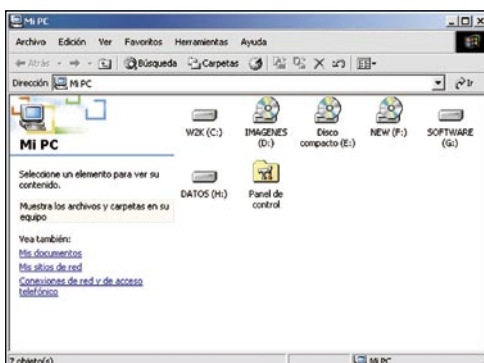 Mi PC
Archivo Edición Ver Favoritos Herramientas Ayuda
Atrás Búsqueda Carpetas
Dirección Mi PC Ir
Mi PC
Seleccione un elemento para ver su
contenido.
Muestra los archivos y carpetas en su
equipo
Vea también:
Mis documentos
Mis sitios de red
Conexiones de red y de acceso
telefónico
W2K (C:)
IMAGENES
(D:)
Disco
compacto (E:)
NEW (F:)
SOFTWARE
(G:)
DATOS (H:)
Panel de
control
7 objeto(s) Mi PC